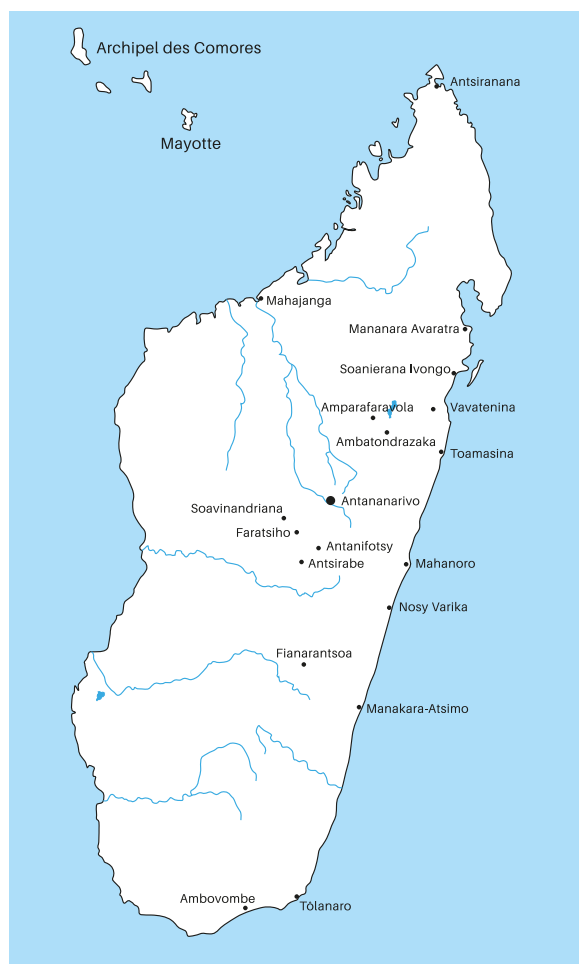 Archipel des Comores
Antsiranana
Mayotte
Mahajanga
Mananara Avaratra
Soanierana Ivongo
Amparafaravola
Vavatenina
Ambatondrazaka
Toamasina
Antananarivo
Soavinandriana
Faratsiho
Antanifotsy
Antsirabe
Mahanoro
Nosy Varika
Fianarantsoa
Manakara-Atsimo
Ambovombe
Tôlanaro